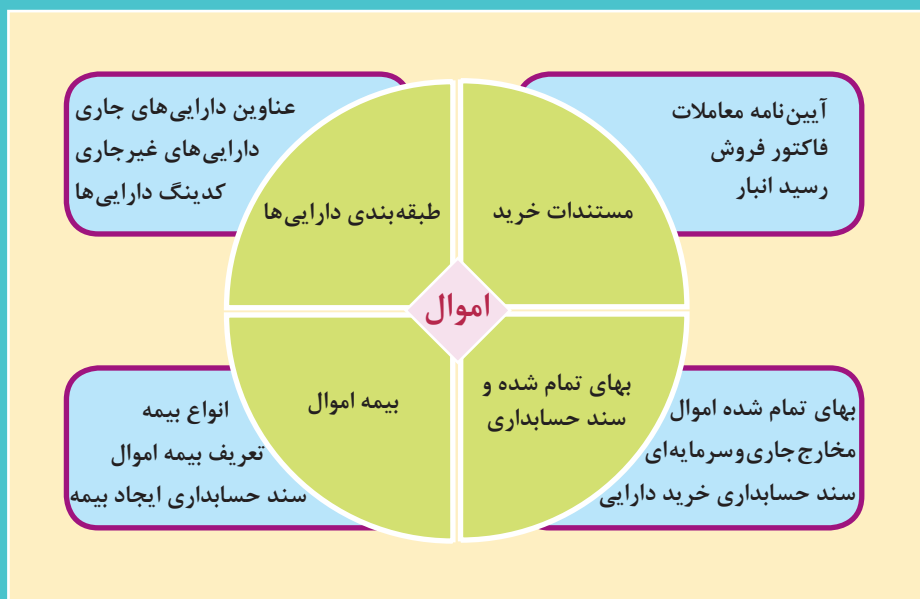 آیین‌نامه معاملات
فاکتور فروش
رسید انبار
مستندات خرید
عناوین دارایی‌های جاری
دارایی‌های غیرجاری
کدینگ دارایی‌ها
طبقه‌بندی دارایی‌ها
اموال
بهای تمام شده و
سند حسابداری
بهای تمام شده اموال
مخارج جاری و سرمایه‌ای
سند حسابداری خرید دارایی
بیمه اموال
انواع بیمه
تعریف بیمه اموال
سند حسابداری ایجاد بیمه